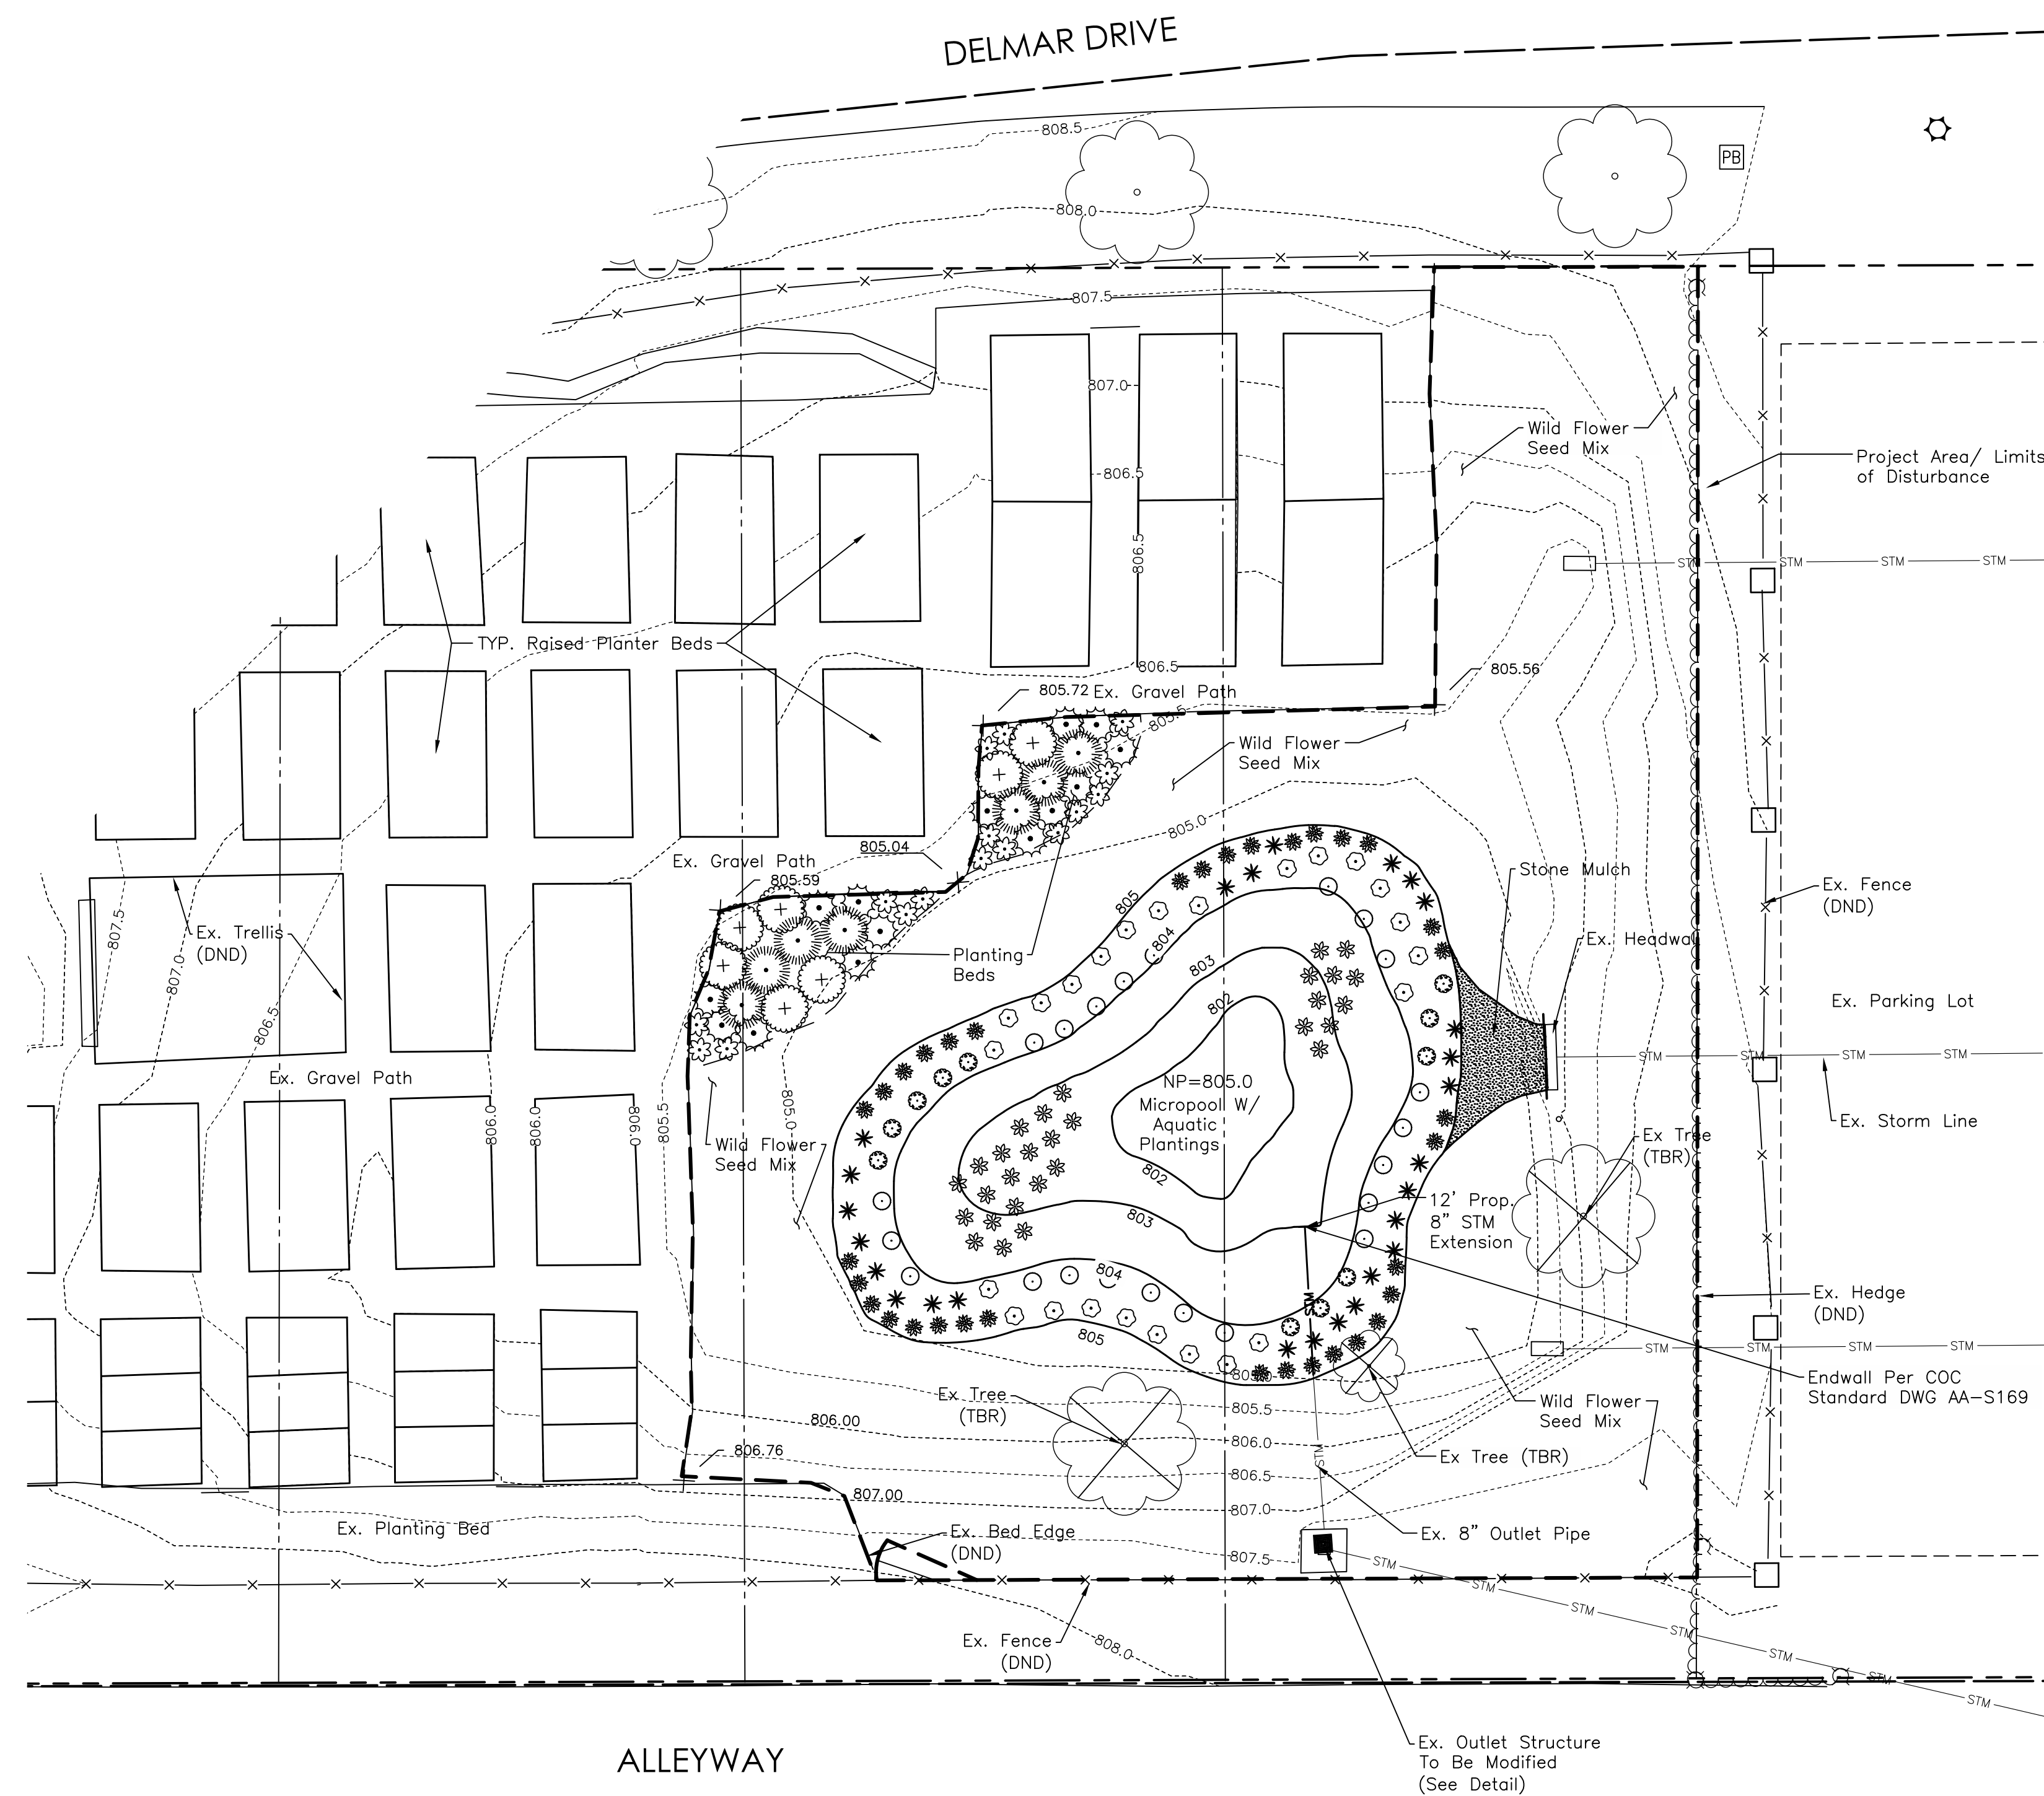 DELMAR DRIVE
808.5
PB
808.0
807.5
807.0
Wild Flower
Seed Mix
806.5
Project Area/ Limits
of Disturbance
806.5
STM
STM
STM
STM
TYP. Raised Planter Beds
806.5
805.56
805.72
Ex. Gravel Path
805.5
Wild Flower
Seed Mix
805.0
805.04
Ex. Gravel Path
805.59
Stone Mulch
Ex. Fence
(DND)
805
807.5
Ex. Trellis
(DND)
804
Ex. Headwal
Planting
Beds
803
807.0
802
Ex. Parking Lot
806.5
STM
STM
STM
STM
Ex. Gravel Path
NP=805.0
Micropool W/
Aquatic
Plantings
806.0
806.0
806.0
805.5
805.0
Ex. Storm Line
Wild Flower
Seed Mix
Ex Tree
(TBR)
802
12' Prop.
8" STM
Extension
803
804
Ex. Hedge
(DND)
STM
805
STM
STM
STM
805.0
Endwall Per COC
Standard DWG AA-S169
Ex Tree
(TBR)
805.5
Wild Flower
Seed Mix
806.00
806.0
806.76
STM
Ex Tree (TBR)
806.5
807.00
807.0
Ex. Planting Bed
Ex. Bed Edge
(DND)
Ex. 8" Outlet Pipe
807.5
STM
STM
STM
STM
STM
STM
STM
Ex. Fence
(DND)
808.0
ALLEYWAY
Ex. Outlet Structure
To Be Modified
(See Detail)